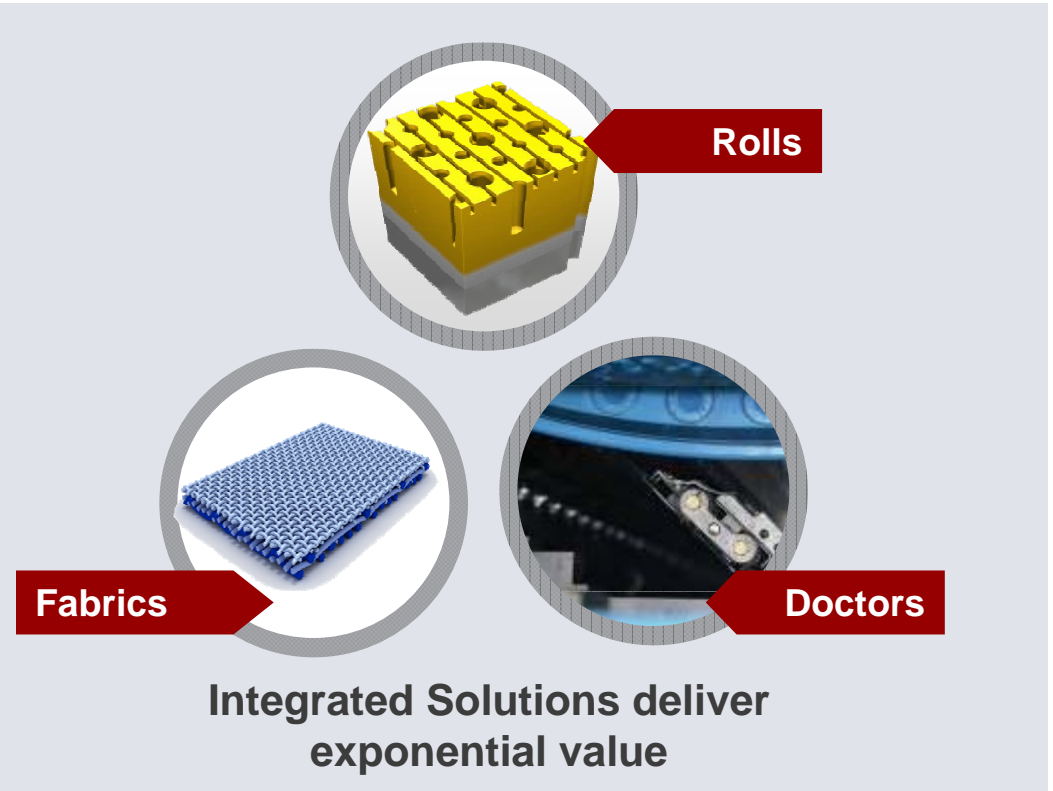 Rolls
Fabrics
Doctors
Integrated Solutions deliver
exponential value